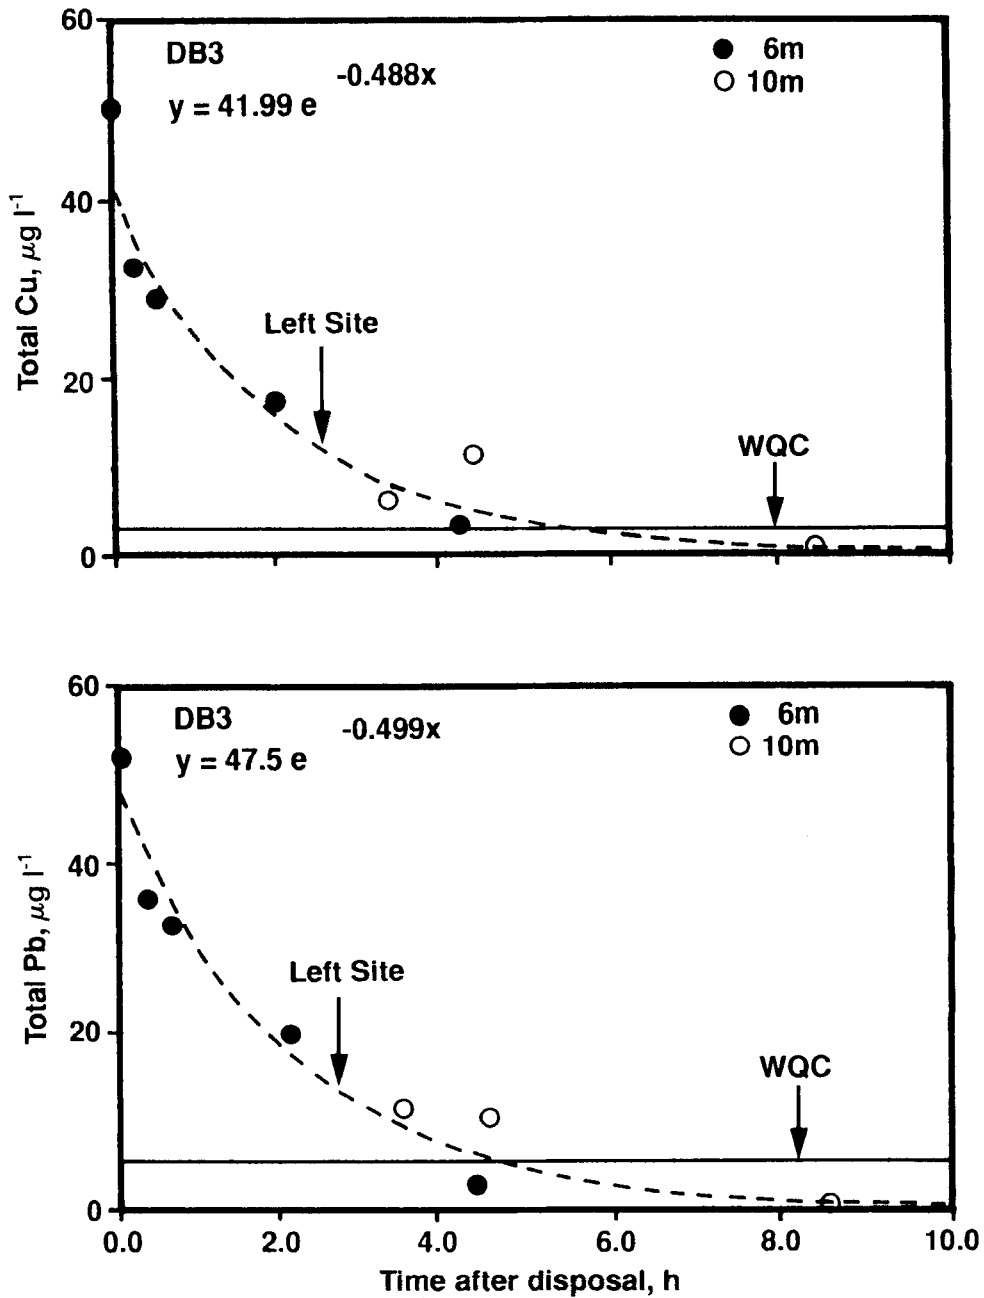 60
DB3
-0.488x
y = 41.99 e
6m
10m
40
Total Cu, μg l⁻¹
Left Site
20
WQC
0
60
DB3
-0.499x
y = 47.5 e
6m
10m
40
Total Pb, μg l⁻¹
Left Site
20
WQC
0
0.0 2.0 4.0 6.0 8.0 10.0
Time after disposal, h